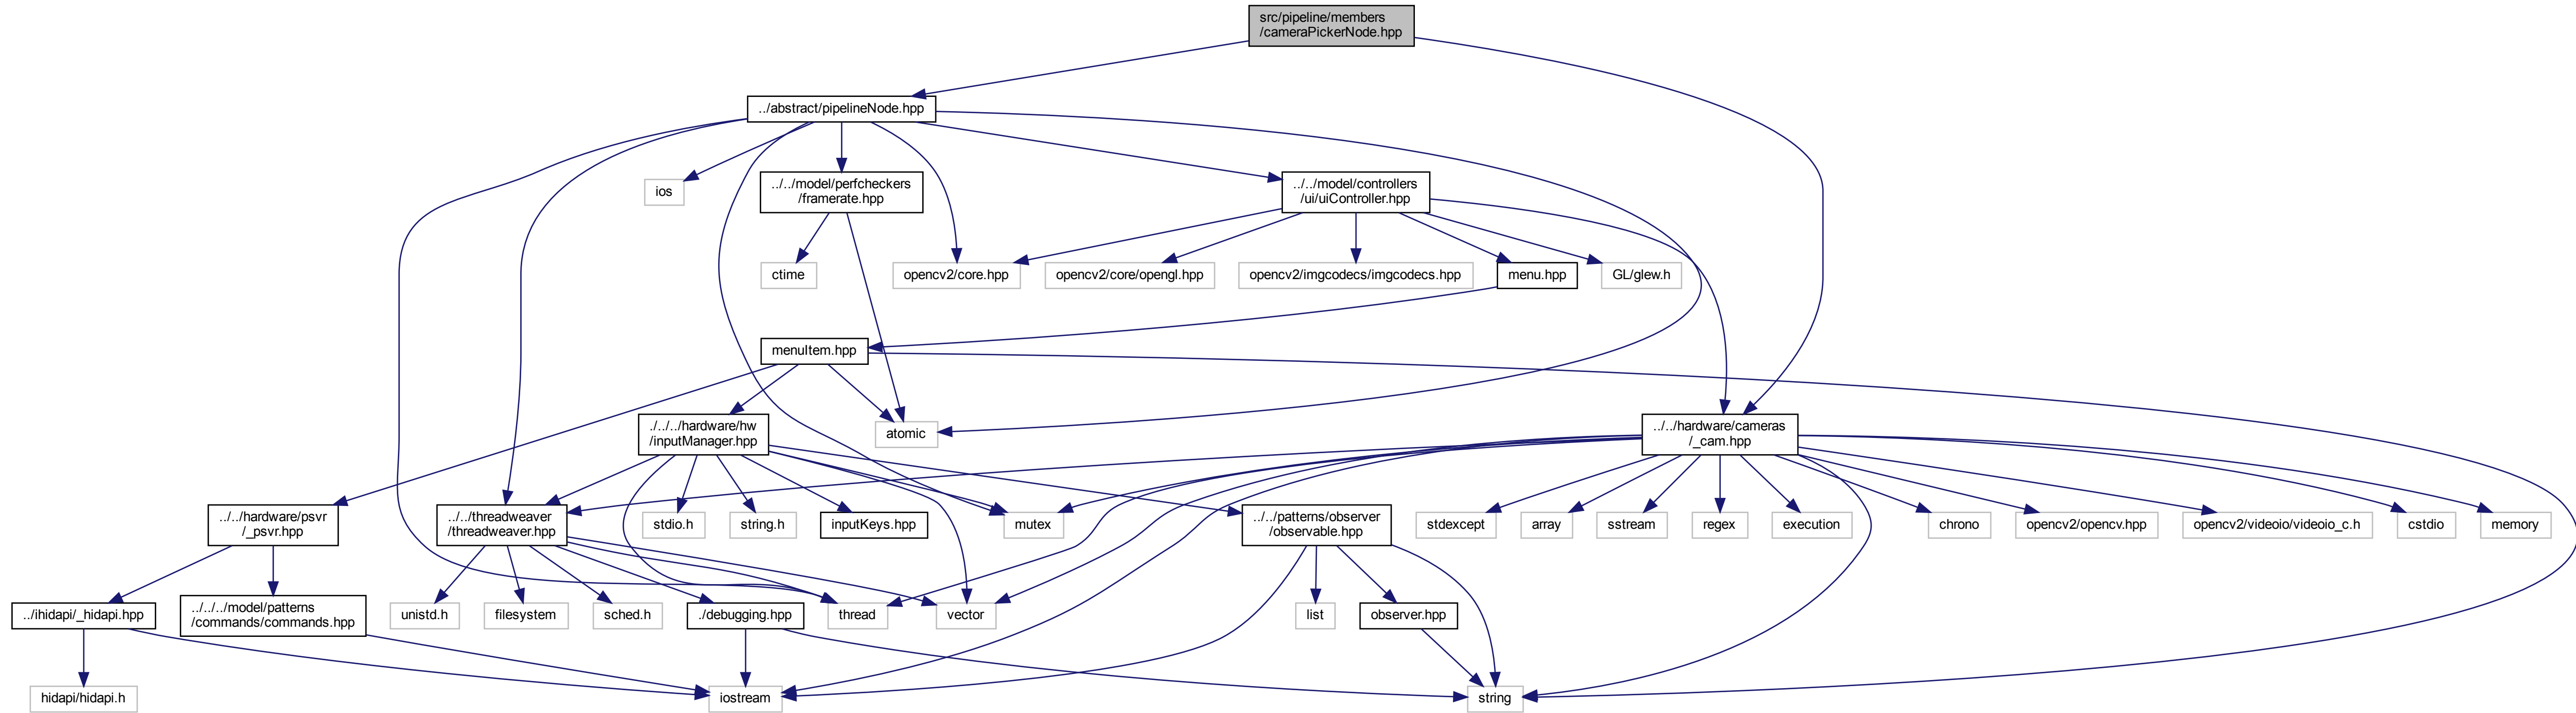 src/pipeline/members
/cameraPickerNode.hpp
../abstract/pipelineNode.hpp
ios
../../model/perfcheckers
/framerate.hpp
../../model/controllers
/ui/uiController.hpp
ctime
opencv2/core.hpp
opencv2/core/opengl.hpp
opencv2/imgcodecs/imgcodecs.hpp
menu.hpp
GL/glew.h
menuItem.hpp
./../../hardware/hw
/inputManager.hpp
atomic
../../hardware/cameras
/_cam.hpp
../../hardware/psvr
/_psvr.hpp
../../threadweaver
/threadweaver.hpp
stdio.h
string.h
inputKeys.hpp
mutex
../../patterns/observer
/observable.hpp
stdexcept
array
sstream
regex
execution
chrono
opencv2/opencv.hpp
opencv2/videoio/videoio_c.h
cstdio
memory
../ihidapi/_hidapi.hpp
../../../model/patterns
/commands/commands.hpp
unistd.h
filesystem
sched.h
./debugging.hpp
thread
vector
list
observer.hpp
hidapi/hidapi.h
iostream
string